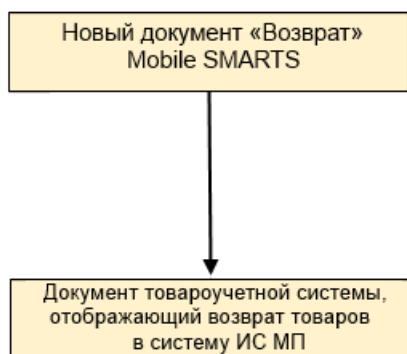 Новый документ «Возврат»
Mobile SMARTS
Документ товароучетной системы,
отображающий возврат товаров
в систему ИС МП